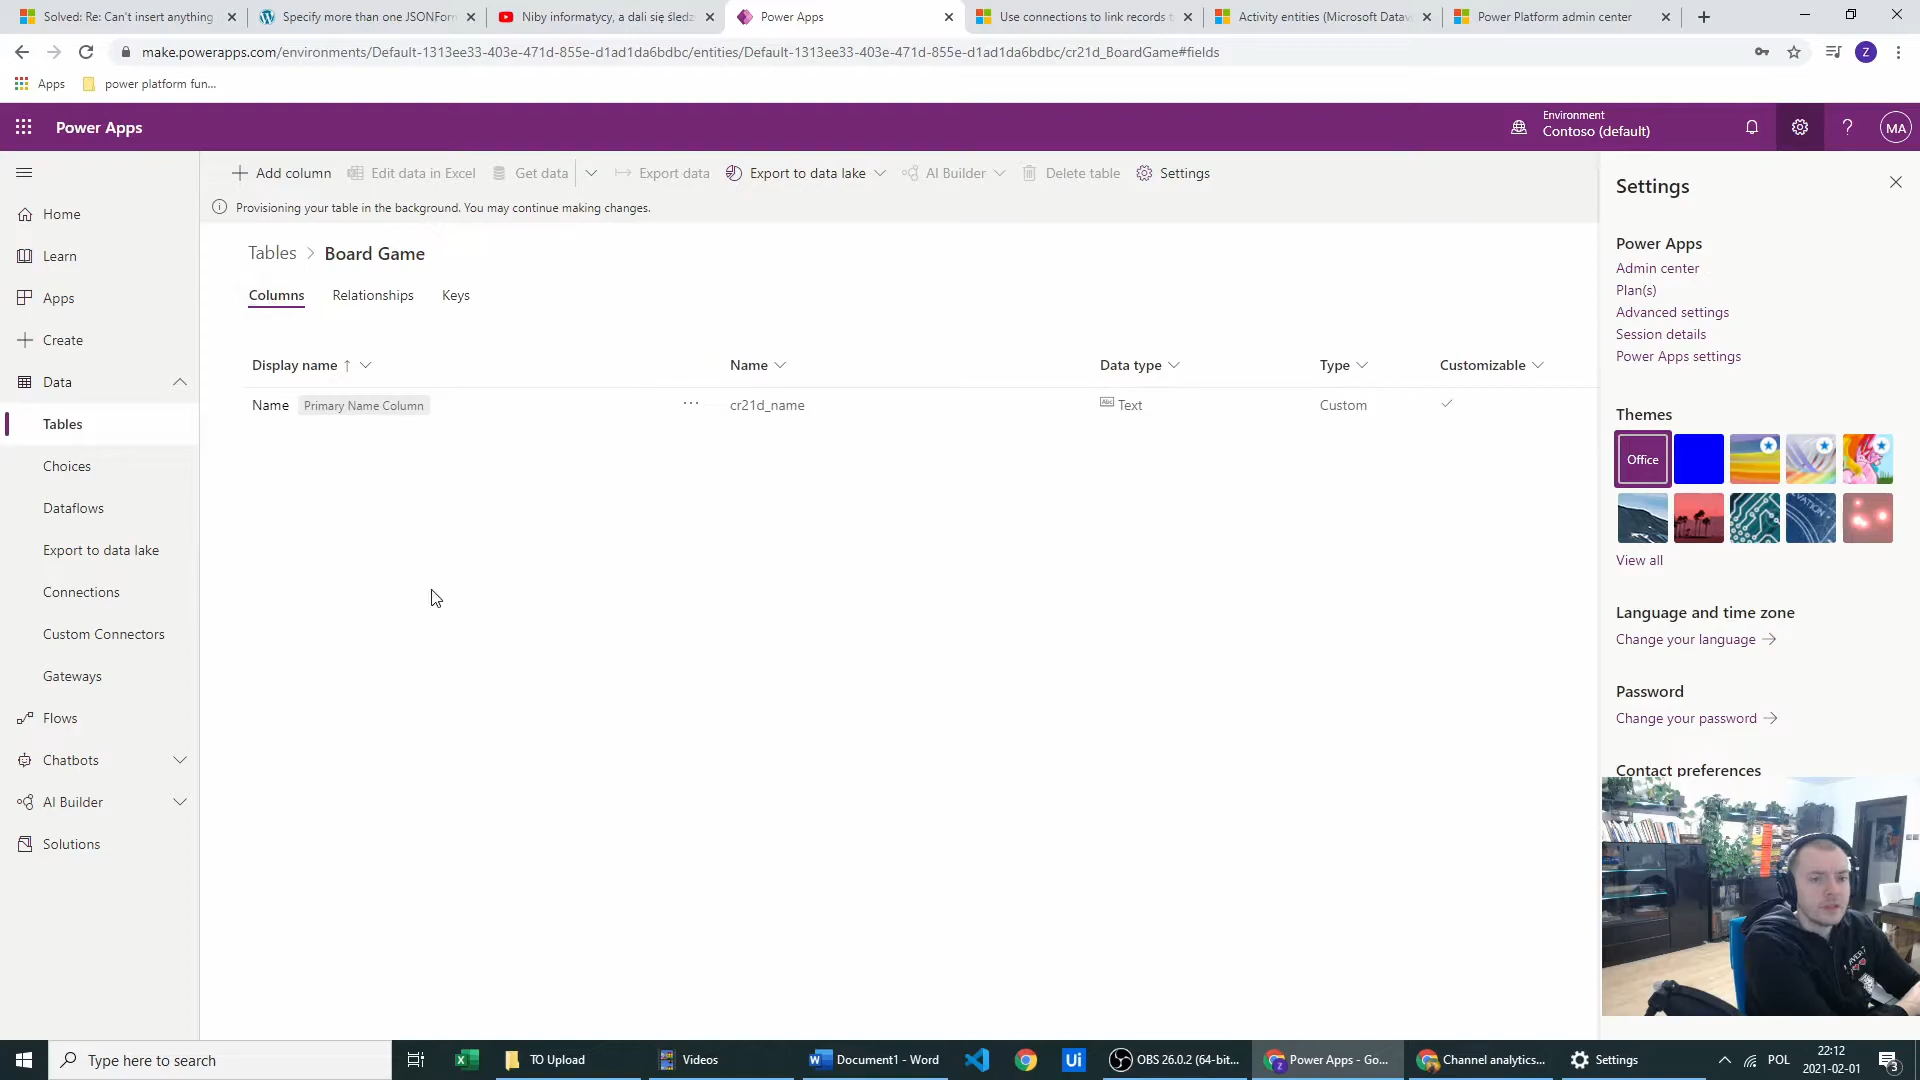 Solved: Re: Can't insert anything
Specify more than one JSONForm
Niby informatycy, a dali się śledz
Power Apps
Use connections to link records t
Activity entities (Microsoft Datav
Power Platform admin center
make.powerapps.com/environments/Default-1313ee33-403e-471d-855e-d1ad1da6bdbc/entities/Default-1313ee33-403e-471d-855e-d1ad1da6bdbc/cr21d_BoardGame#fields
Z
Apps
power platform fun...
Power Apps
Environment
Contoso (default)
?
MA
Add column
Edit data in Excel
Get data
Export data
Export to data lake
AI Builder
Delete table
Settings
Provisioning your table in the background. You may continue making changes.
Home
Learn
Apps
Create
Data
Tables
Choices
Dataflows
Export to data lake
Connections
Custom Connectors
Gateways
Flows
Chatbots
AI Builder
Solutions
Tables > Board Game
Columns
Relationships
Keys
Display name ↑
Name
Data type
Type
Customizable
Name
Primary Name Column
...
cr21d_name
Abc Text
Custom
Settings
Power Apps
Admin center
Plan(s)
Advanced settings
Session details
Power Apps settings
Themes
Office
View all
Language and time zone
Change your language
Password
Change your password
Contact preferences
Type here to search
TO Upload
Videos
Document1 - Word
Ui
OBS 26.0.2 (64-bit...
Power Apps - Go...
Channel analytics...
Settings
POL
22:12
2021-02-01
3